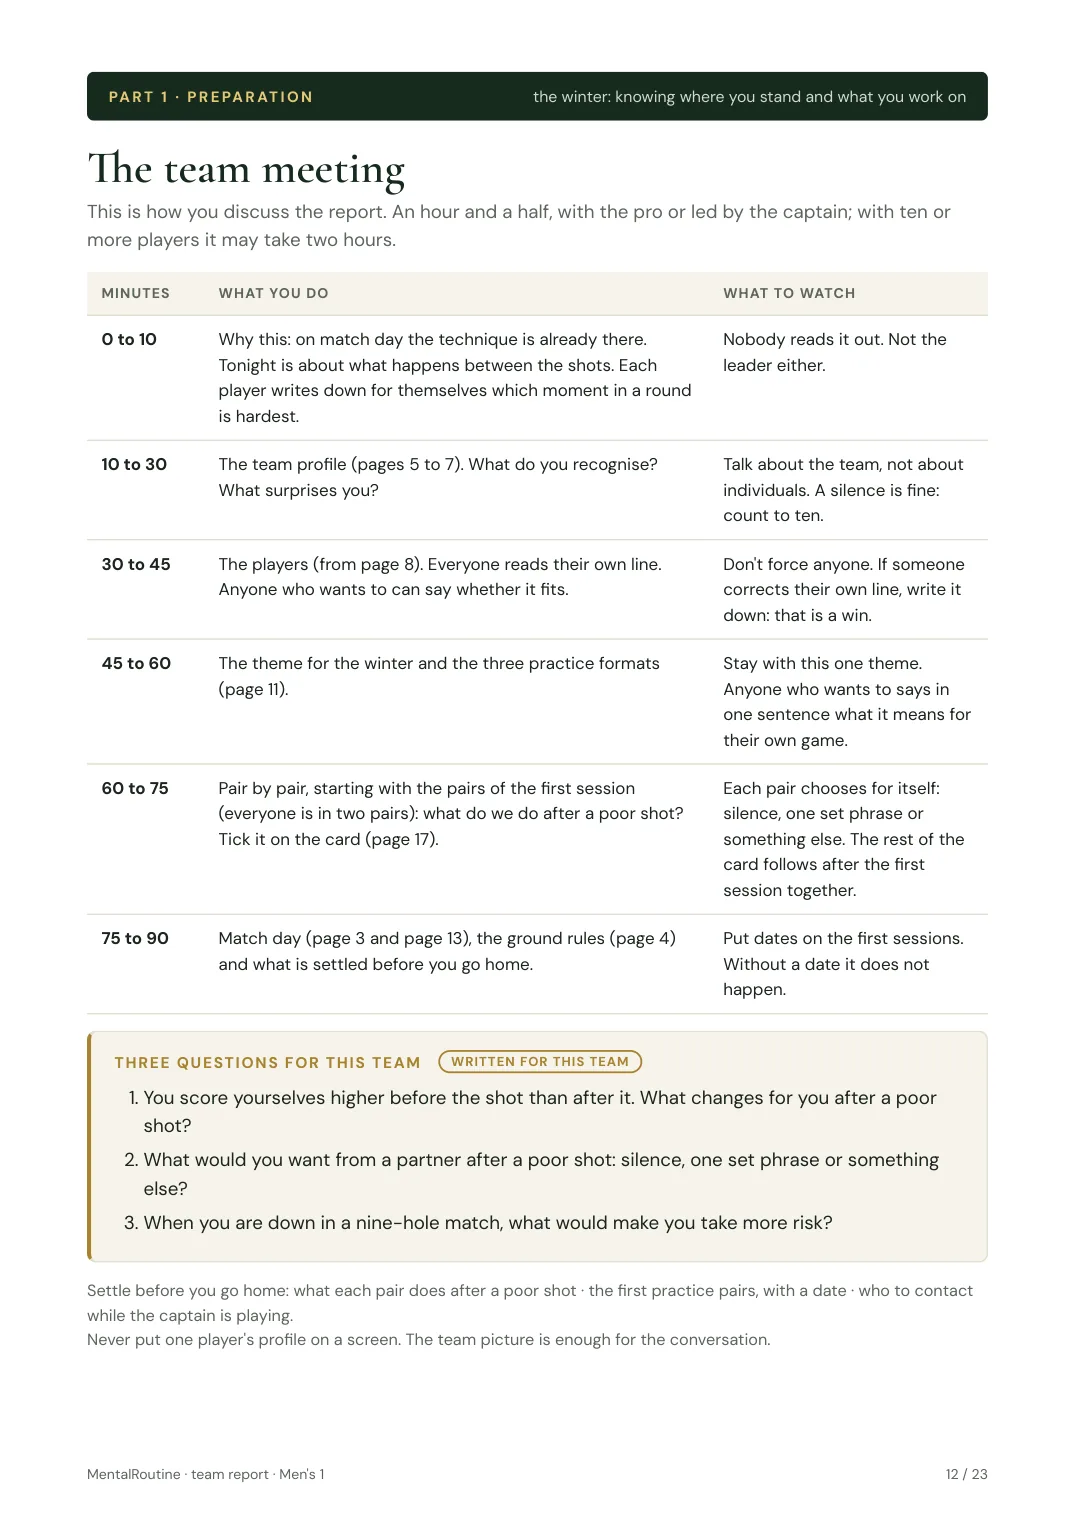 PART 1 · PREPARATION
the winter: knowing where you stand and what you work on
The team meeting
This is how you discuss the report. An hour and a half, with the pro or led by the captain; with ten or
more players it may take two hours.
MINUTES
WHAT YOU DO
WHAT TO WATCH
0 to 10
Why this: on match day the technique is already there.
Tonight is about what happens between the shots. Each
player writes down for themselves which moment in a round
is hardest.
Nobody reads it out. Not the
leader either.
10 to 30
The team profile (pages 5 to 7). What do you recognise?
What surprises you?
Talk about the team, not about
individuals. A silence is fine:
count to ten.
30 to 45
The players (from page 8). Everyone reads their own line.
Anyone who wants to can say whether it fits.
Don't force anyone. If someone
corrects their own line, write it
down: that is a win.
45 to 60
The theme for the winter and the three practice formats
(page 11).
Stay with this one theme.
Anyone who wants to says in
one sentence what it means for
their own game.
60 to 75
Pair by pair, starting with the pairs of the first session
(everyone is in two pairs): what do we do after a poor shot?
Tick it on the card (page 17).
Each pair chooses for itself:
silence, one set phrase or
something else. The rest of the
card follows after the first
session together.
75 to 90
Match day (page 3 and page 13), the ground rules (page 4)
and what is settled before you go home.
Put dates on the first sessions.
Without a date it does not
happen.
THREE QUESTIONS FOR THIS TEAM
WRITTEN FOR THIS TEAM
1. You score yourselves higher before the shot than after it. What changes for you after a poor
shot?
2. What would you want from a partner after a poor shot: silence, one set phrase or something
else?
3. When you are down in a nine-hole match, what would make you take more risk?
Settle before you go home: what each pair does after a poor shot · the first practice pairs, with a date · who to contact
while the captain is playing.
Never put one player's profile on a screen. The team picture is enough for the conversation.
MentalRoutine · team report · Men's 1
12 / 23